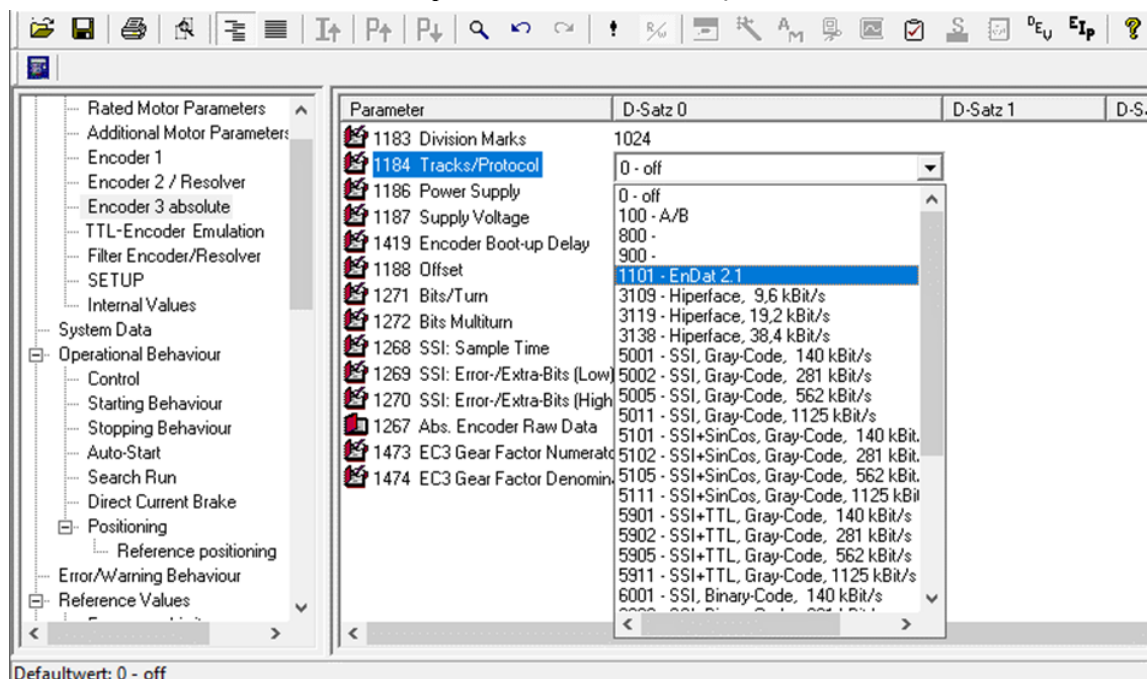 I P P R/ω A M S D E U E I P ?
Rated Motor Parameters
Additional Motor Parameters
Encoder 1
Encoder 2 / Resolver
Encoder 3 absolute
TTL-Encoder Emulation
Filter Encoder/Resolver
SETUP
Internal Values
System Data
Operational Behaviour
Control
Starting Behaviour
Stopping Behaviour
Auto-Start
Search Run
Direct Current Brake
Positioning
Reference positioning
Error/Warning Behaviour
Reference Values
Parameter D-Satz 0 D-Satz 1 D-Sa
1183 Division Marks 1024
1184 Tracks/Protocol 0 - off
1186 Power Supply
1187 Supply Voltage
1419 Encoder Boot-up Delay
1188 Offset
1271 Bits/Turn
1272 Bits Multiturn
1268 SSI: Sample Time
1269 SSI: Error-/Extra-Bits (Low)
1270 SSI: Error-/Extra-Bits (High
1267 Abs. Encoder Raw Data
1473 EC3 Gear Factor Numerato
1474 EC3 Gear Factor Denomin
0 - off
100 - A/B
800 -
900 -
1101 - EnDat 2.1
3109 - Hiperface, 9,6 kBit/s
3119 - Hiperface, 19,2 kBit/s
3138 - Hiperface, 38,4 kBit/s
5001 - SSI, Gray-Code, 140 kBit/s
5002 - SSI, Gray-Code, 281 kBit/s
5005 - SSI, Gray-Code, 562 kBit/s
5011 - SSI, Gray-Code, 1125 kBit/s
5101 - SSI+SinCos, Gray-Code, 140 kBit.
5102 - SSI+SinCos, Gray-Code, 281 kBit.
5105 - SSI+SinCos, Gray-Code, 562 kBit.
5111 - SSI+SinCos, Gray-Code, 1125 kBi
5901 - SSI+TTL, Gray-Code, 140 kBit/s
5902 - SSI+TTL, Gray-Code, 281 kBit/s
5905 - SSI+TTL, Gray-Code, 562 kBit/s
5911 - SSI+TTL, Gray-Code, 1125 kBit/s
6001 - SSI, Binary-Code, 140 kBit/s
Defaultwert: 0 - off